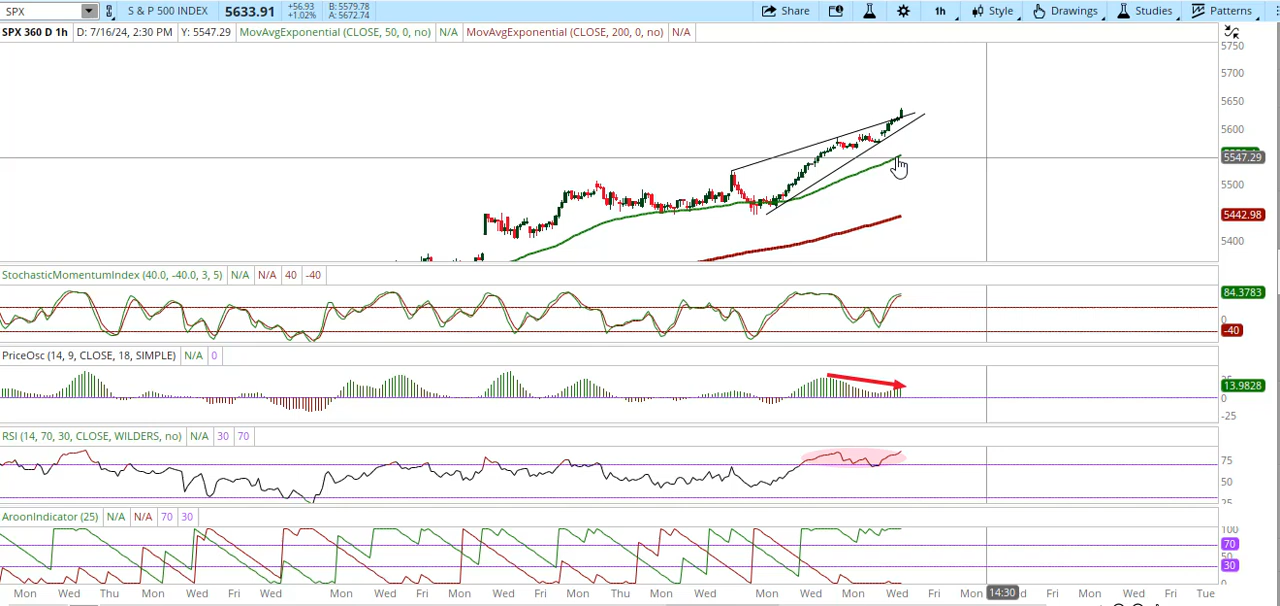 SPX S & P 500 INDEX 5633.91 +56.93 B: 5579.78 Share 1h Style Drawings Studies Patterns
+1.02% A: 5672.74
SPX 360 D 1h D: 7/16/24, 2:30 PM Y: 5547.29 MovAvgExponential (CLOSE, 50, 0, no) N/A MovAvgExponential (CLOSE, 200, 0, no) N/A
5750
5700
5650
5600
5547.29
5500
5442.98
5400
StochasticMomentumIndex (40.0, -40.0, 3, 5) N/A N/A 40 -40
84.3783
0
-40
PriceOsc (14, 9, CLOSE, 18, SIMPLE) N/A 0
13.9828
0
-25
RSI (14, 70, 30, CLOSE, WILDERS, no) N/A 30 70
75
50
25
AroonIndicator (25) N/A N/A 70 30
100
70
50
30
0
Mon Wed Fri Mon Wed Fri Wed Mon Wed Fri Mon Wed Fri Mon Thu Mon Wed Mon Wed Mon Wed Fri Mon 14:30 d Fri Mon Wed Fri Tue